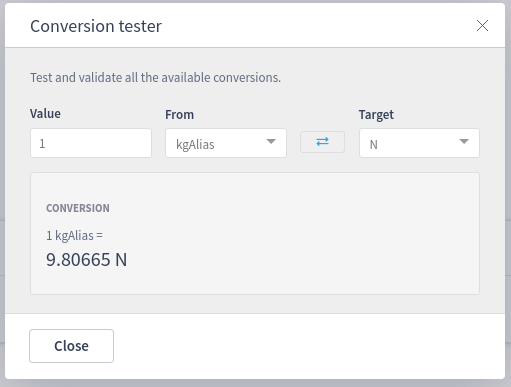 Conversion tester
Test and validate all the available conversions.
Value
From
Target
1
kgAlias
N
CONVERSION
1 kgAlias =
9.80665 N
Close